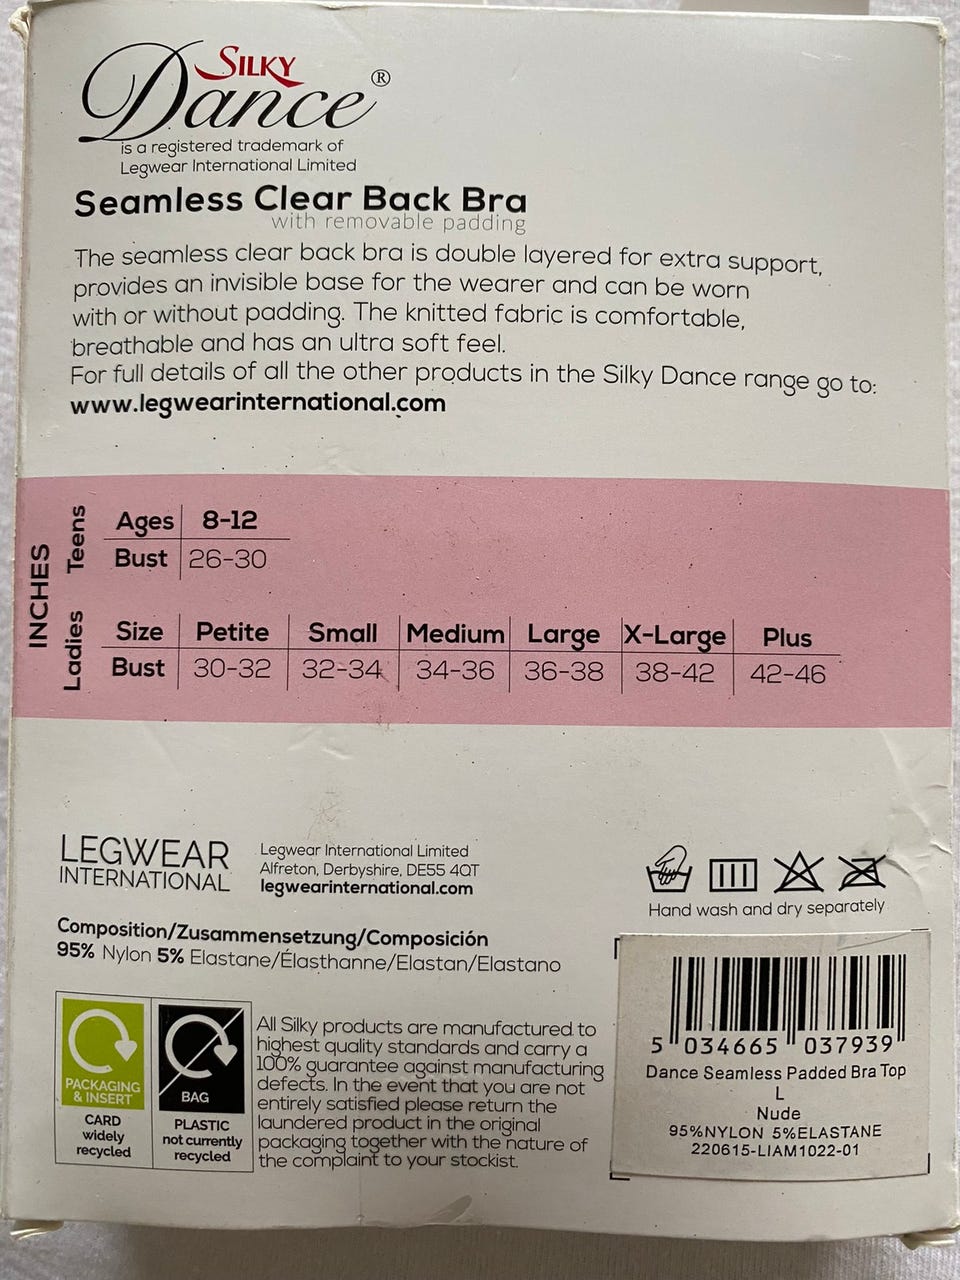 SILKY
Dance®
is a registered trademark of
Legwear International Limited
Seamless Clear Back Bra
with removable padding
The seamless clear back bra is double layered for extra support,
provides an invisible base for the wearer and can be worn
with or without padding. The knitted fabric is comfortable,
breathable and has an ultra soft feel.
For full details of all the other products in the Silky Dance range go to:
www.legwearinternational.com
INCHES
Teens
Ages 8-12
Bust 26-30
Ladies
Size Petite Small Medium Large X-Large Plus
Bust 30-32 32-34 34-36 36-38 38-42 42-46
LEGWEAR
INTERNATIONAL
Legwear International Limited
Alfreton, Derbyshire, DE55 4QT
legwearinternational.com
Hand wash and dry separately
Composition/Zusammensetzung/Composición
95% Nylon 5% Elastane/Élasthanne/Elastan/Elastano
PACKAGING
& INSERT
CARD
widely
recycled
BAG
PLASTIC
not currently
recycled
All Silky products are manufactured to
highest quality standards and carry a
100% guarantee against manufacturing
defects. In the event that you are not
entirely satisfied please return the
laundered product in the original
packaging together with the nature of
the complaint to your stockist.
5 034665 037939
Dance Seamless Padded Bra Top
L
Nude
95%NYLON 5%ELASTANE
220615-LIAM1022-01